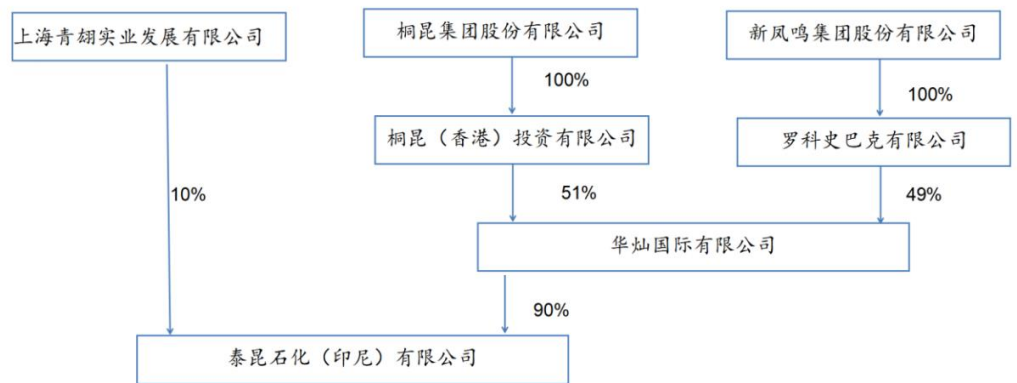 上海青翃实业发展有限公司
桐昆集团股份有限公司
新凤鸣集团股份有限公司
100%
100%
桐昆（香港）投资有限公司
罗科史巴克有限公司
10%
51%
49%
华灿国际有限公司
90%
泰昆石化（印尼）有限公司